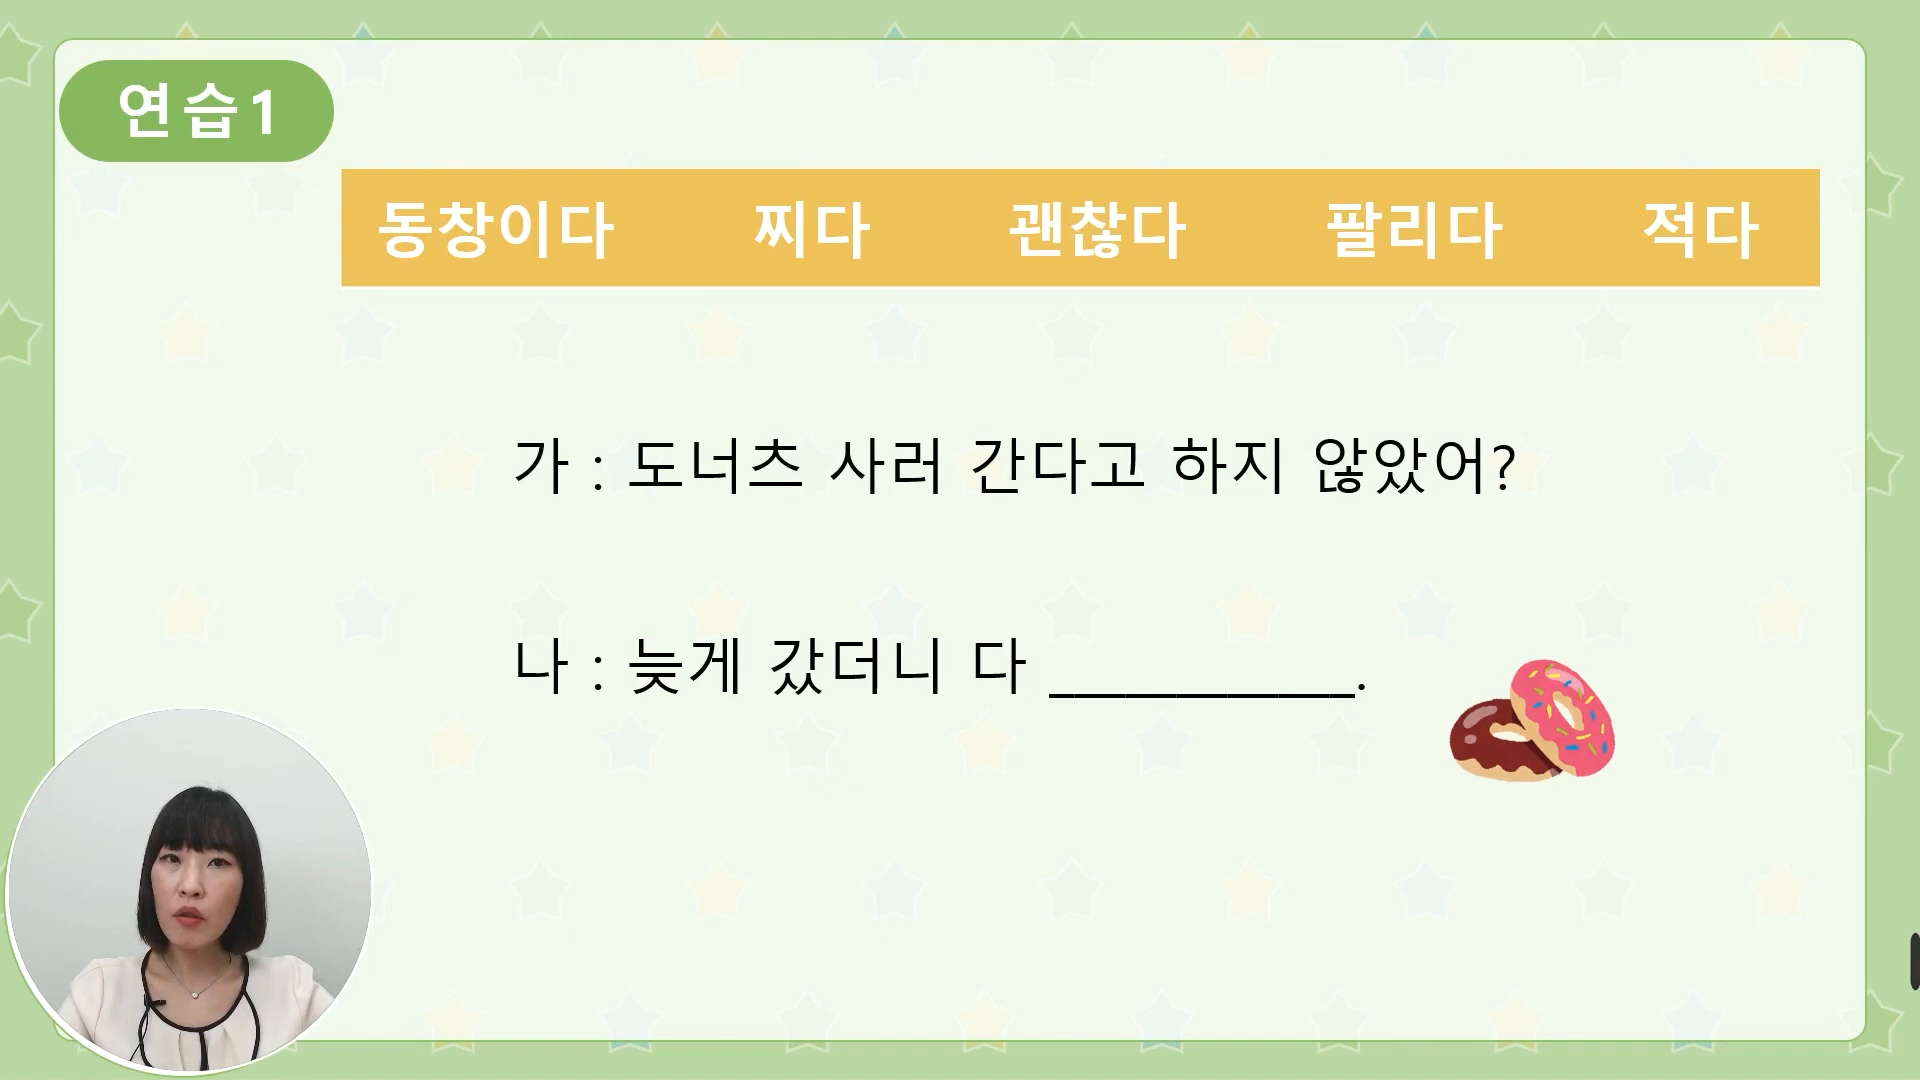 연습1
동창이다 찌다 괜찮다 팔리다 적다
가 : 도너츠 사러 간다고 하지 않았어?
나 : 늦게 갔더니 다 ____________.